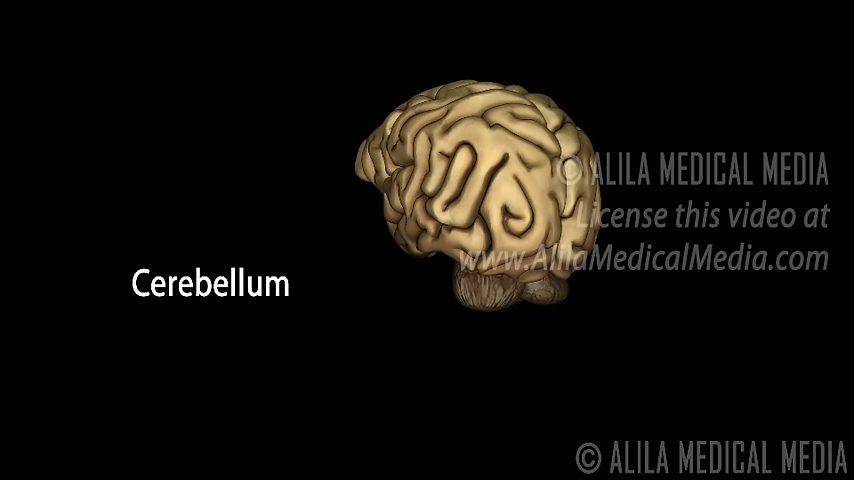 © ALILA MEDICAL MEDIA
License this video at
www.AlilaMedicalMedia.com
Cerebellum
© ALILA MEDICAL MEDIA